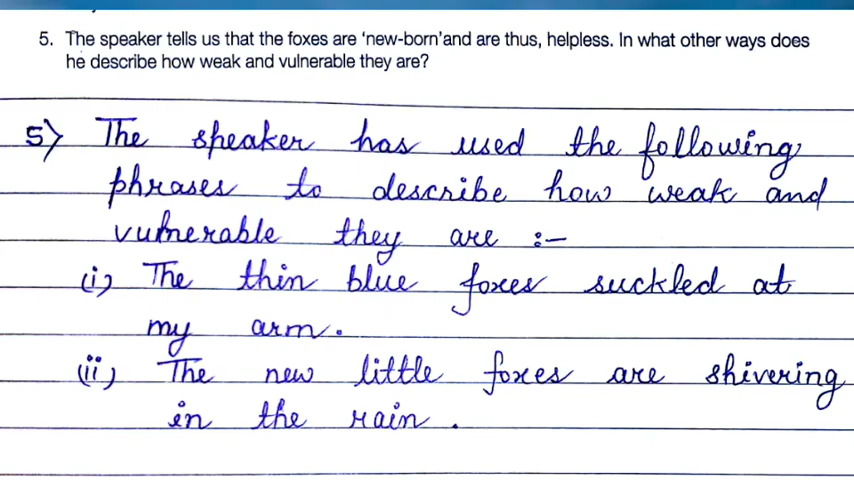 5. The speaker tells us that the foxes are 'new-born'and are thus, helpless. In what other ways does
he describe how weak and vulnerable they are?
5) The speaker has used the following
phrases to describe how weak and
vulnerable they are :-
(i) The thin blue foxes suckled at
my arm.
(ii) The new little foxes are shivering
in the rain.